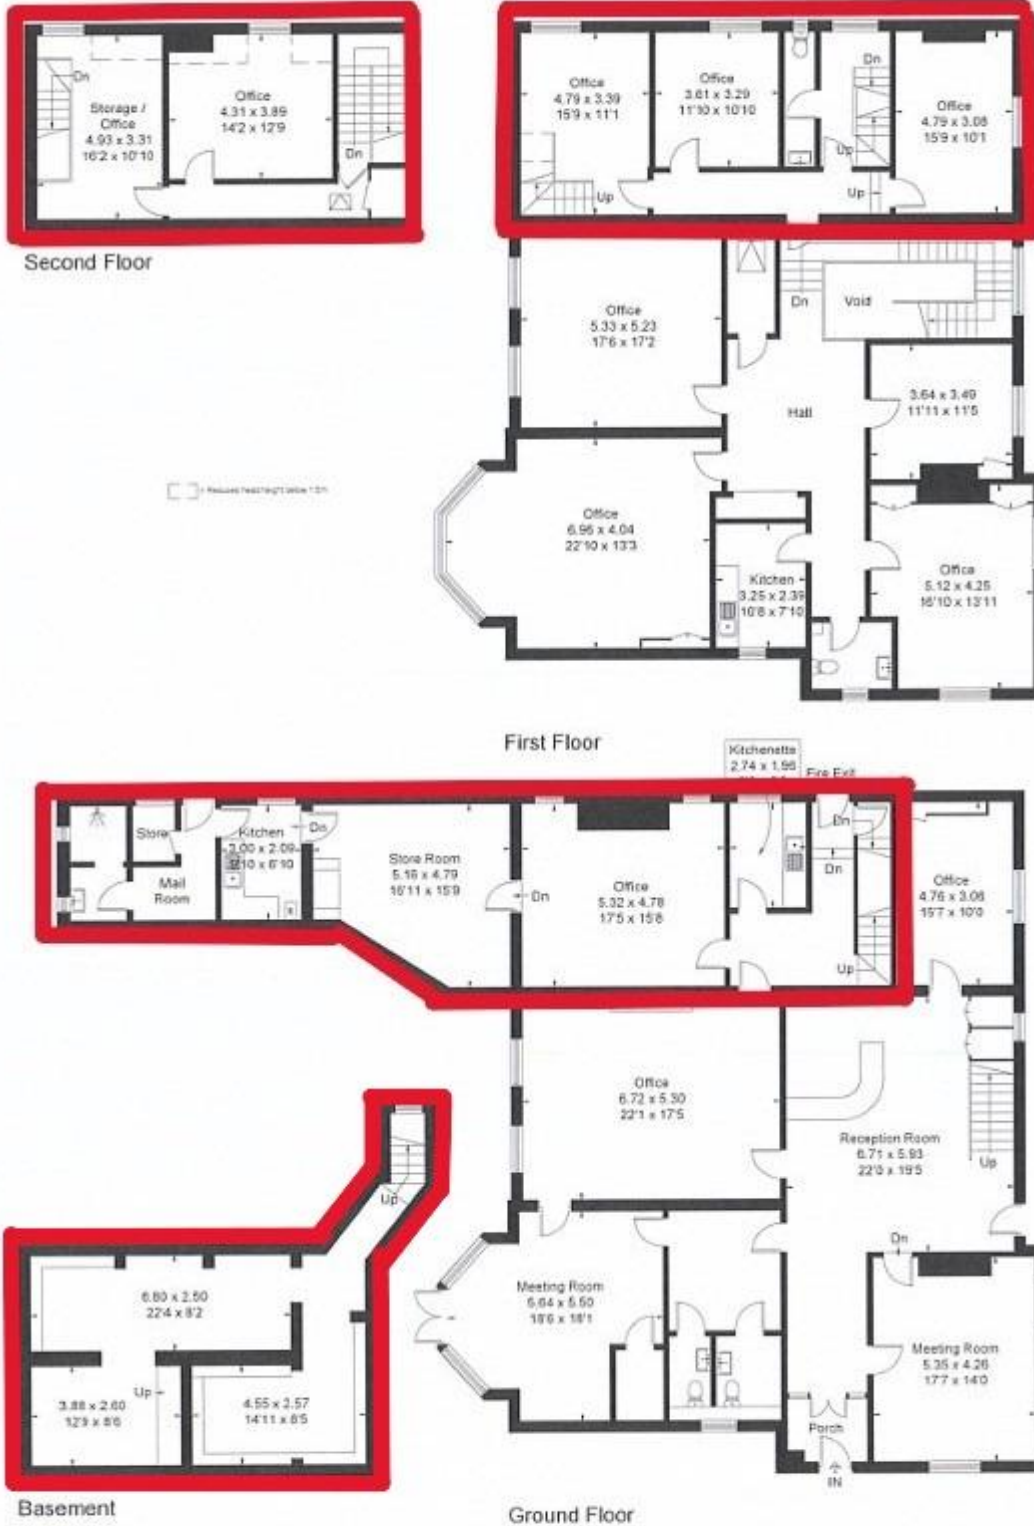 Dn
Storage /
Office
4.93 x 3.31
16'2 x 10'10
Office
4.31 x 3.89
14'2 x 12'9
Dn
Second Floor
Office
4.79 x 3.39
15'9 x 11'1
Up
Office
3.61 x 3.29
11'10 x 10'10
Dn
Up
Up
Office
4.79 x 3.08
15'9 x 10'1
Office
5.33 x 5.23
17'6 x 17'2
Dn
Void
Hall
3.64 x 3.49
11'11 x 11'5
= Reduced headheight below 1.5m
Office
6.96 x 4.04
22'10 x 13'3
Kitchen
3.25 x 2.39
10'8 x 7'10
Office
5.12 x 4.25
16'10 x 13'11
First Floor
Kitchenette
2.74 x 1.96
Fire Exit
Store
Mail
Room
Kitchen
3.00 x 2.09
9'10 x 6'10
Dn
Store Room
5.16 x 4.79
16'11 x 15'9
Dn
Office
5.32 x 4.78
17'5 x 15'8
Dn
Dn
Up
Office
4.76 x 3.06
15'7 x 10'0
Office
6.72 x 5.30
22'1 x 17'5
Reception Room
6.71 x 5.93
22'0 x 19'5
Up
Dn
Meeting Room
5.64 x 5.50
18'6 x 18'1
Meeting Room
5.35 x 4.26
17'7 x 14'0
Porch
IN
Up
6.80 x 2.50
22'4 x 8'2
Up
3.88 x 2.60
12'9 x 8'6
4.55 x 2.57
14'11 x 8'5
Basement
Ground Floor